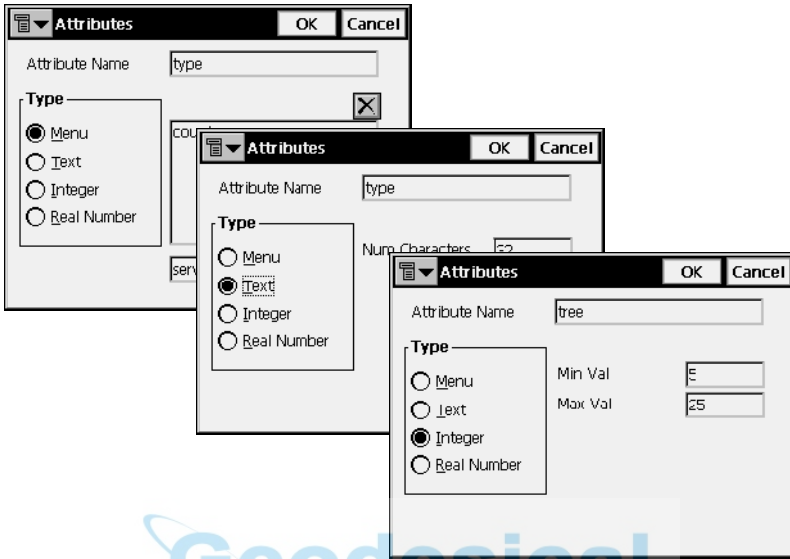 Attributes OK Cancel
Attribute Name type
Type
Menu
Text
Integer
Real Number
Attributes OK Cancel
Attribute Name type
Type
Menu
Text
Integer
Real Number
Num Characters
Attributes OK Cancel
Attribute Name tree
Type
Menu
Text
Integer
Real Number
Min Val 5
Max Val 25